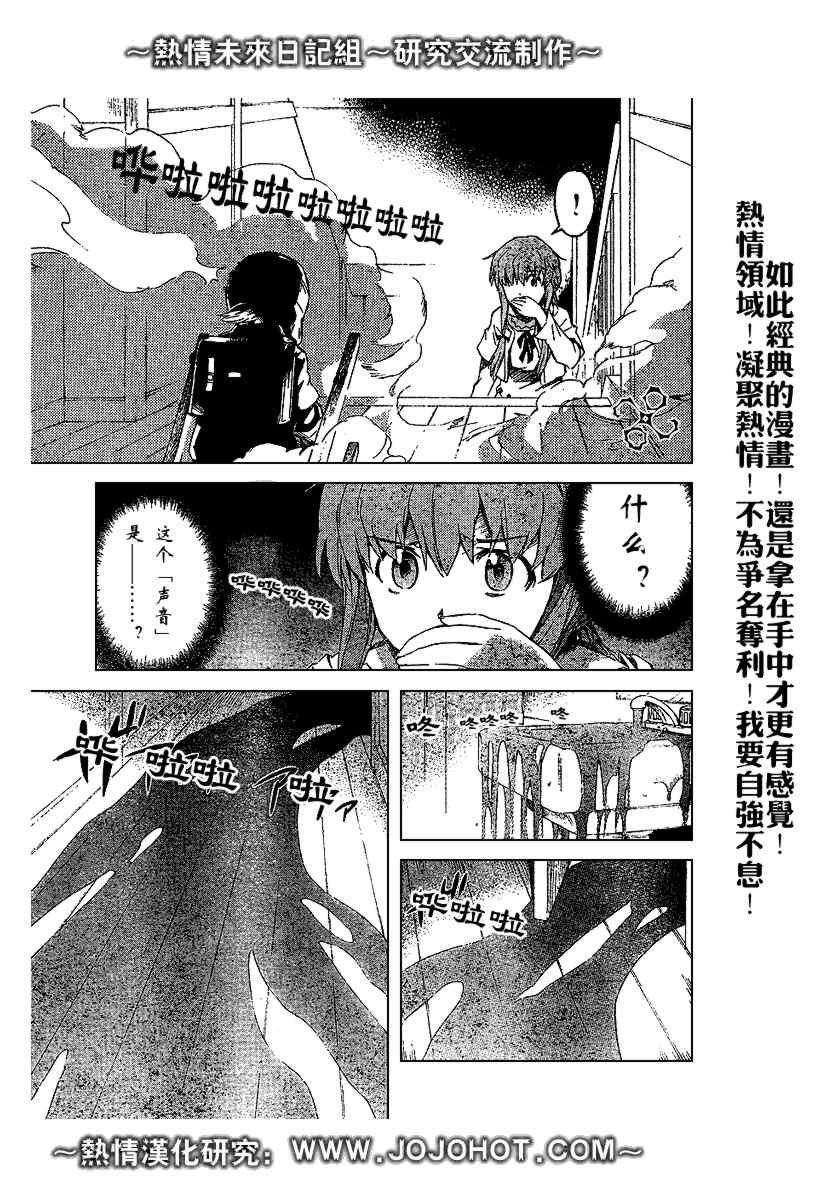 ～熱情未來日記組～研究交流制作～
哗啦啦啦啦啦啦啦
！
什么？
这个「声音」
是——………？
哗哗哗哗
咚 咚咚咚 咚
哗 啦啦 啦
哗啦啦
如此經典的漫畫！還是拿在手中才更有感覺！
熱情領域！凝聚熱情！不為爭名奪利！我要自強不息！
～熱情漢化研究：WWW.JOJOHOT.COM～